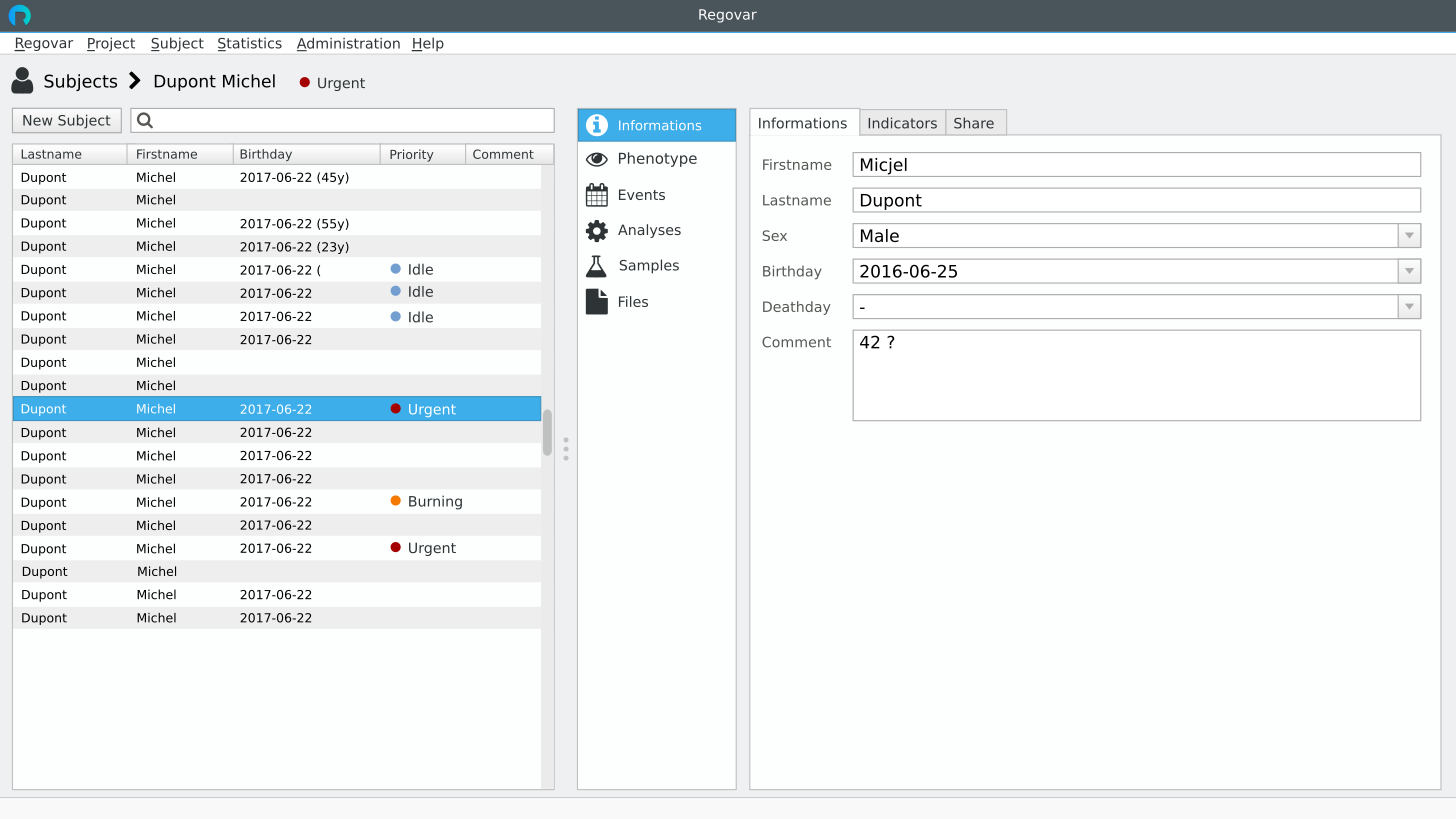 Regovar
Regovar Project Subject Statistics Administration Help
Subjects Dupont Michel Urgent
New Subject
Lastname Firstname Birthday Priority Comment
Dupont Michel 2017-06-22 (45y)
Dupont Michel
Dupont Michel 2017-06-22 (55y)
Dupont Michel 2017-06-22 (23y)
Dupont Michel 2017-06-22 ( Idle
Dupont Michel 2017-06-22 Idle
Dupont Michel 2017-06-22 Idle
Dupont Michel 2017-06-22
Dupont Michel
Dupont Michel
Dupont Michel 2017-06-22 Urgent
Dupont Michel 2017-06-22
Dupont Michel 2017-06-22
Dupont Michel 2017-06-22
Dupont Michel 2017-06-22 Burning
Dupont Michel 2017-06-22
Dupont Michel 2017-06-22 Urgent
Dupont Michel
Dupont Michel 2017-06-22
Dupont Michel 2017-06-22
Informations
Phenotype
Events
Analyses
Samples
Files
Informations Indicators Share
Firstname Micjel
Lastname Dupont
Sex Male
Birthday 2016-06-25
Deathday -
Comment 42 ?